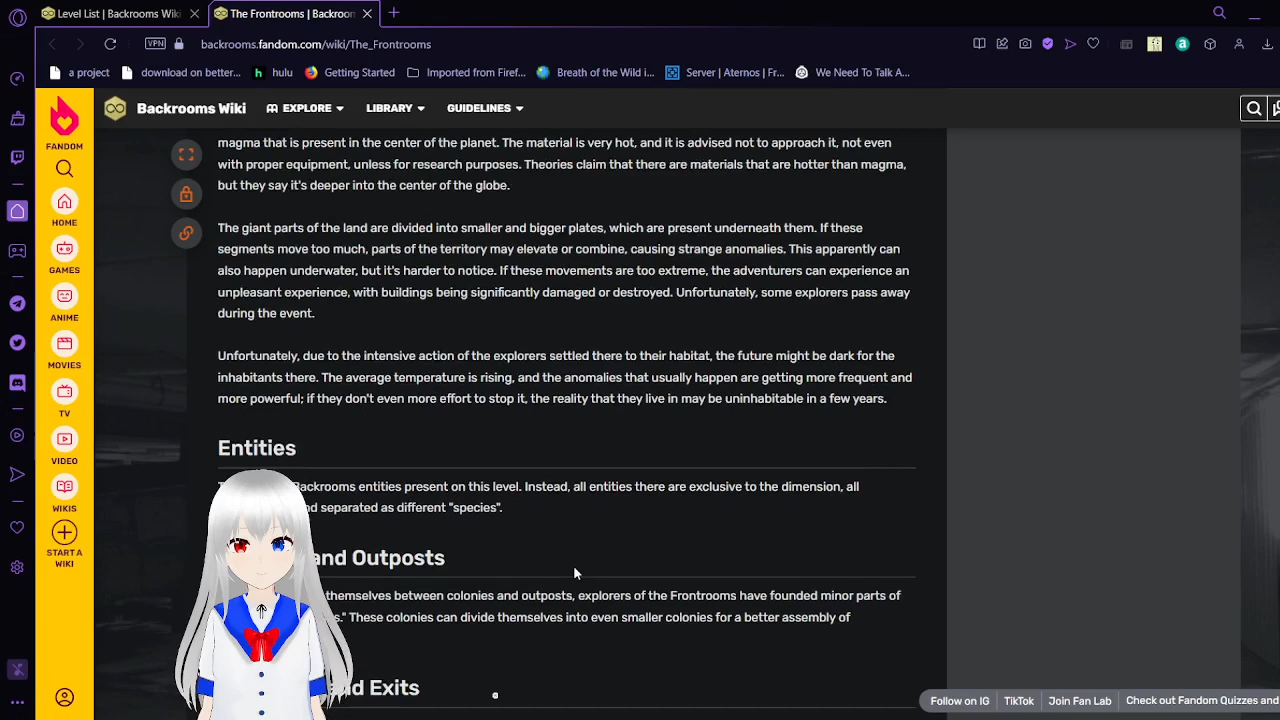 Level List | Backrooms Wiki
The Frontrooms | Backroom
VPN
backrooms.fandom.com/wiki/The_Frontrooms
a project
download on better...
hulu
Getting Started
Imported from Firef...
Breath of the Wild i...
Server | Aternos | Fr...
We Need To Talk A...
Backrooms Wiki
EXPLORE
LIBRARY
GUIDELINES
FANDOM
HOME
GAMES
ANIME
MOVIES
TV
VIDEO
WIKIS
START A
WIKI
magma that is present in the center of the planet. The material is very hot, and it is advised not to approach it, not even
with proper equipment, unless for research purposes. Theories claim that there are materials that are hotter than magma,
but they say it's deeper into the center of the globe.
The giant parts of the land are divided into smaller and bigger plates, which are present underneath them. If these
segments move too much, parts of the territory may elevate or combine, causing strange anomalies. This apparently can
also happen underwater, but it's harder to notice. If these movements are too extreme, the adventurers can experience an
unpleasant experience, with buildings being significantly damaged or destroyed. Unfortunately, some explorers pass away
during the event.
Unfortunately, due to the intensive action of the explorers settled there to their habitat, the future might be dark for the
inhabitants there. The average temperature is rising, and the anomalies that usually happen are getting more frequent and
more powerful; if they don't even more effort to stop it, the reality that they live in may be uninhabitable in a few years.
Entities
Backrooms entities present on this level. Instead, all entities there are exclusive to the dimension, all
separated as different "species".
and Outposts
themselves between colonies and outposts, explorers of the Frontrooms have founded minor parts of
These colonies can divide themselves into even smaller colonies for a better assembly of
Exits
Follow on IG
TikTok
Join Fan Lab
Check out Fandom Quizzes and